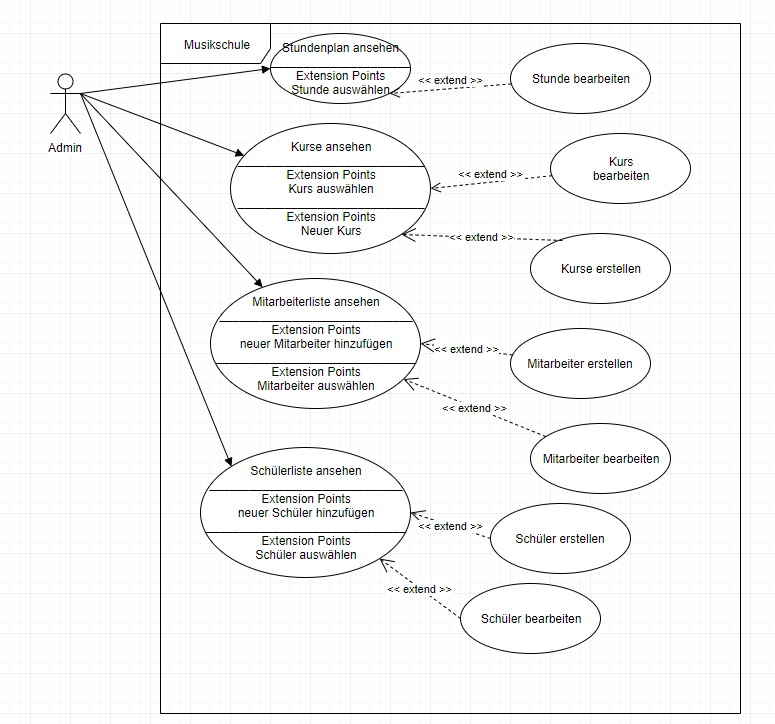 Musikschule
Admin
Stundenplan ansehen
Extension Points
Stunde auswählen
<< extend >>
Stunde bearbeiten
Kurse ansehen
Extension Points
Kurs auswählen
Extension Points
Neuer Kurs
<< extend >>
Kurs
bearbeiten
<< extend >>
Kurse erstellen
Mitarbeiterliste ansehen
Extension Points
neuer Mitarbeiter hinzufügen
Extension Points
Mitarbeiter auswählen
<< extend >>
Mitarbeiter erstellen
<< extend >>
Mitarbeiter bearbeiten
Schülerliste ansehen
Extension Points
neuer Schüler hinzufügen
Extension Points
Schüler auswählen
<< extend >>
Schüler erstellen
<< extend >>
Schüler bearbeiten